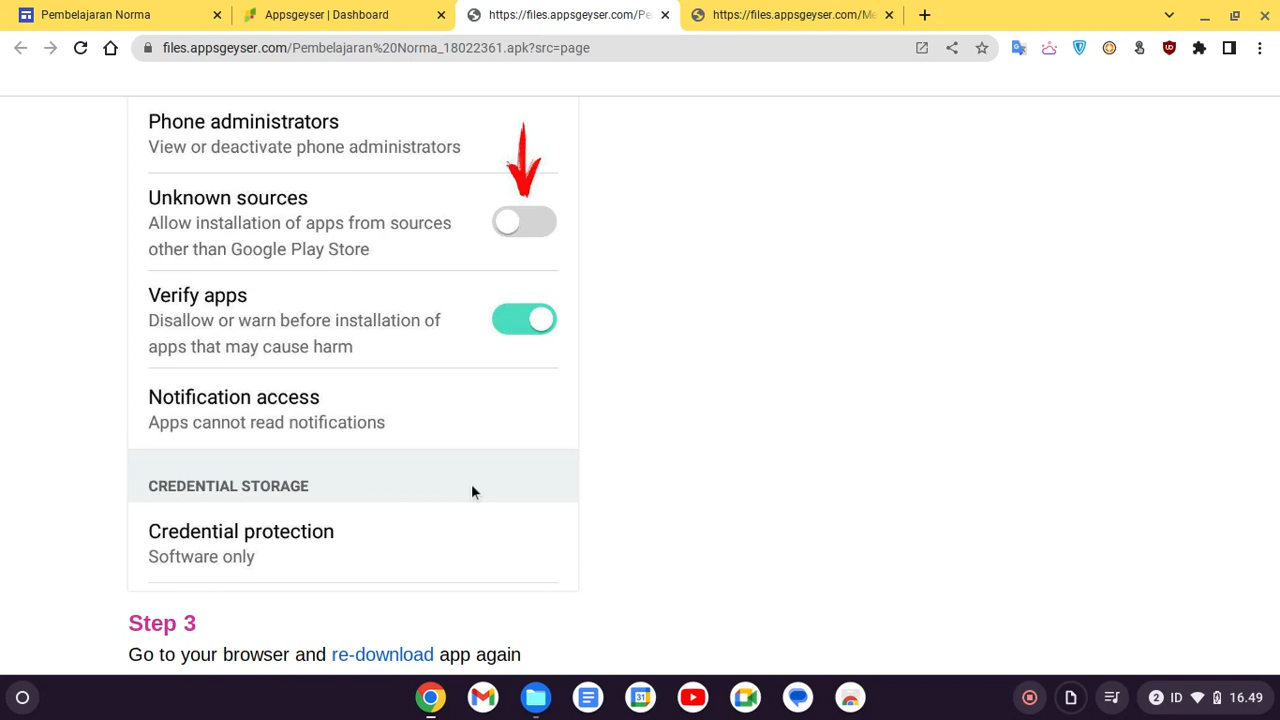 Pembelajaran Norma
Appsgeyser | Dashboard
https://files.appsgeyser.com/Pe
https://files.appsgeyser.com/Me
files.appsgeyser.com/Pembelajaran%20Norma_18022361.apk?src=page
Phone administrators
View or deactivate phone administrators
Unknown sources
Allow installation of apps from sources
other than Google Play Store
Verify apps
Disallow or warn before installation of
apps that may cause harm
Notification access
Apps cannot read notifications
CREDENTIAL STORAGE
Credential protection
Software only
Step 3
Go to your browser and re-download app again
31
2 ID 16.49